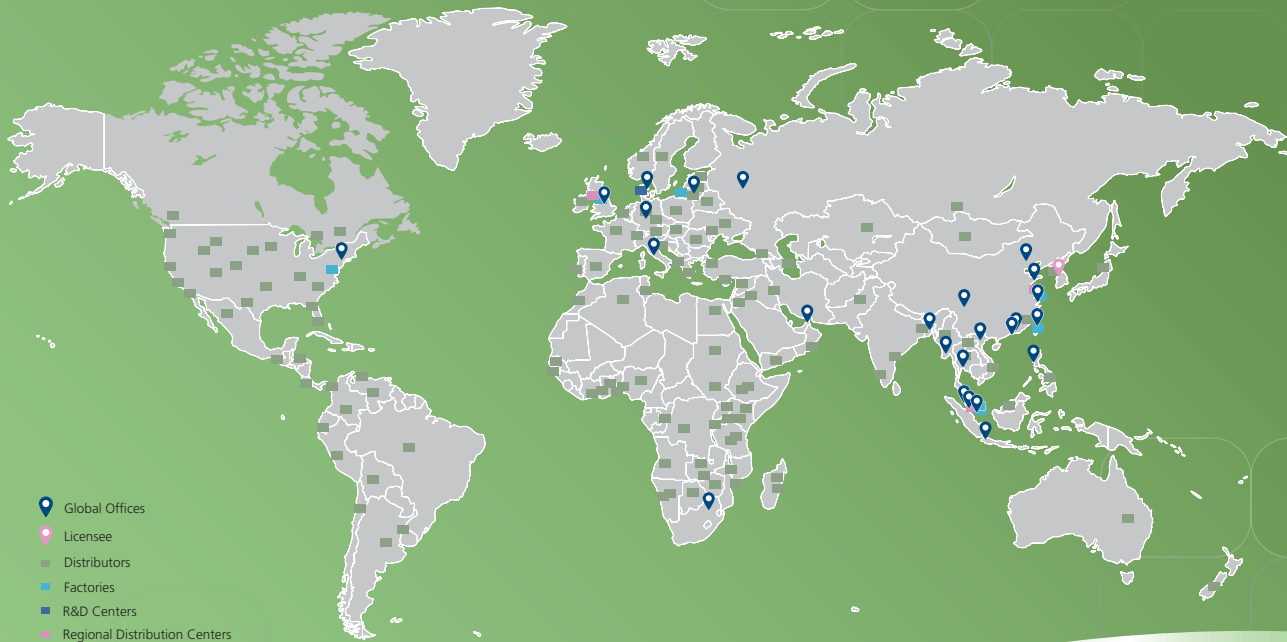 Global Offices
Licensee
Distributors
Factories
R&D Centers
Regional Distribution Centers